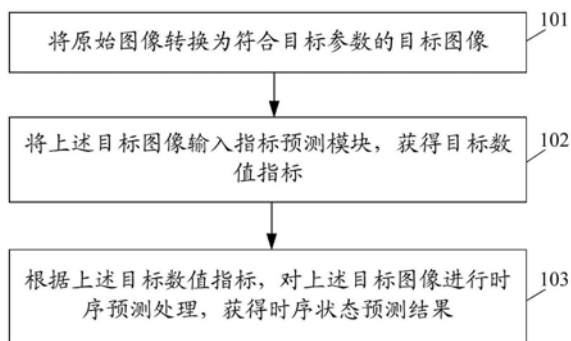 将原始图像转换为符合目标参数的目标图像
101
将上述目标图像输入指标预测模块，获得目标数
值指标
102
根据上述目标数值指标，对上述目标图像进行时
序预测处理，获得时序状态预测结果
103